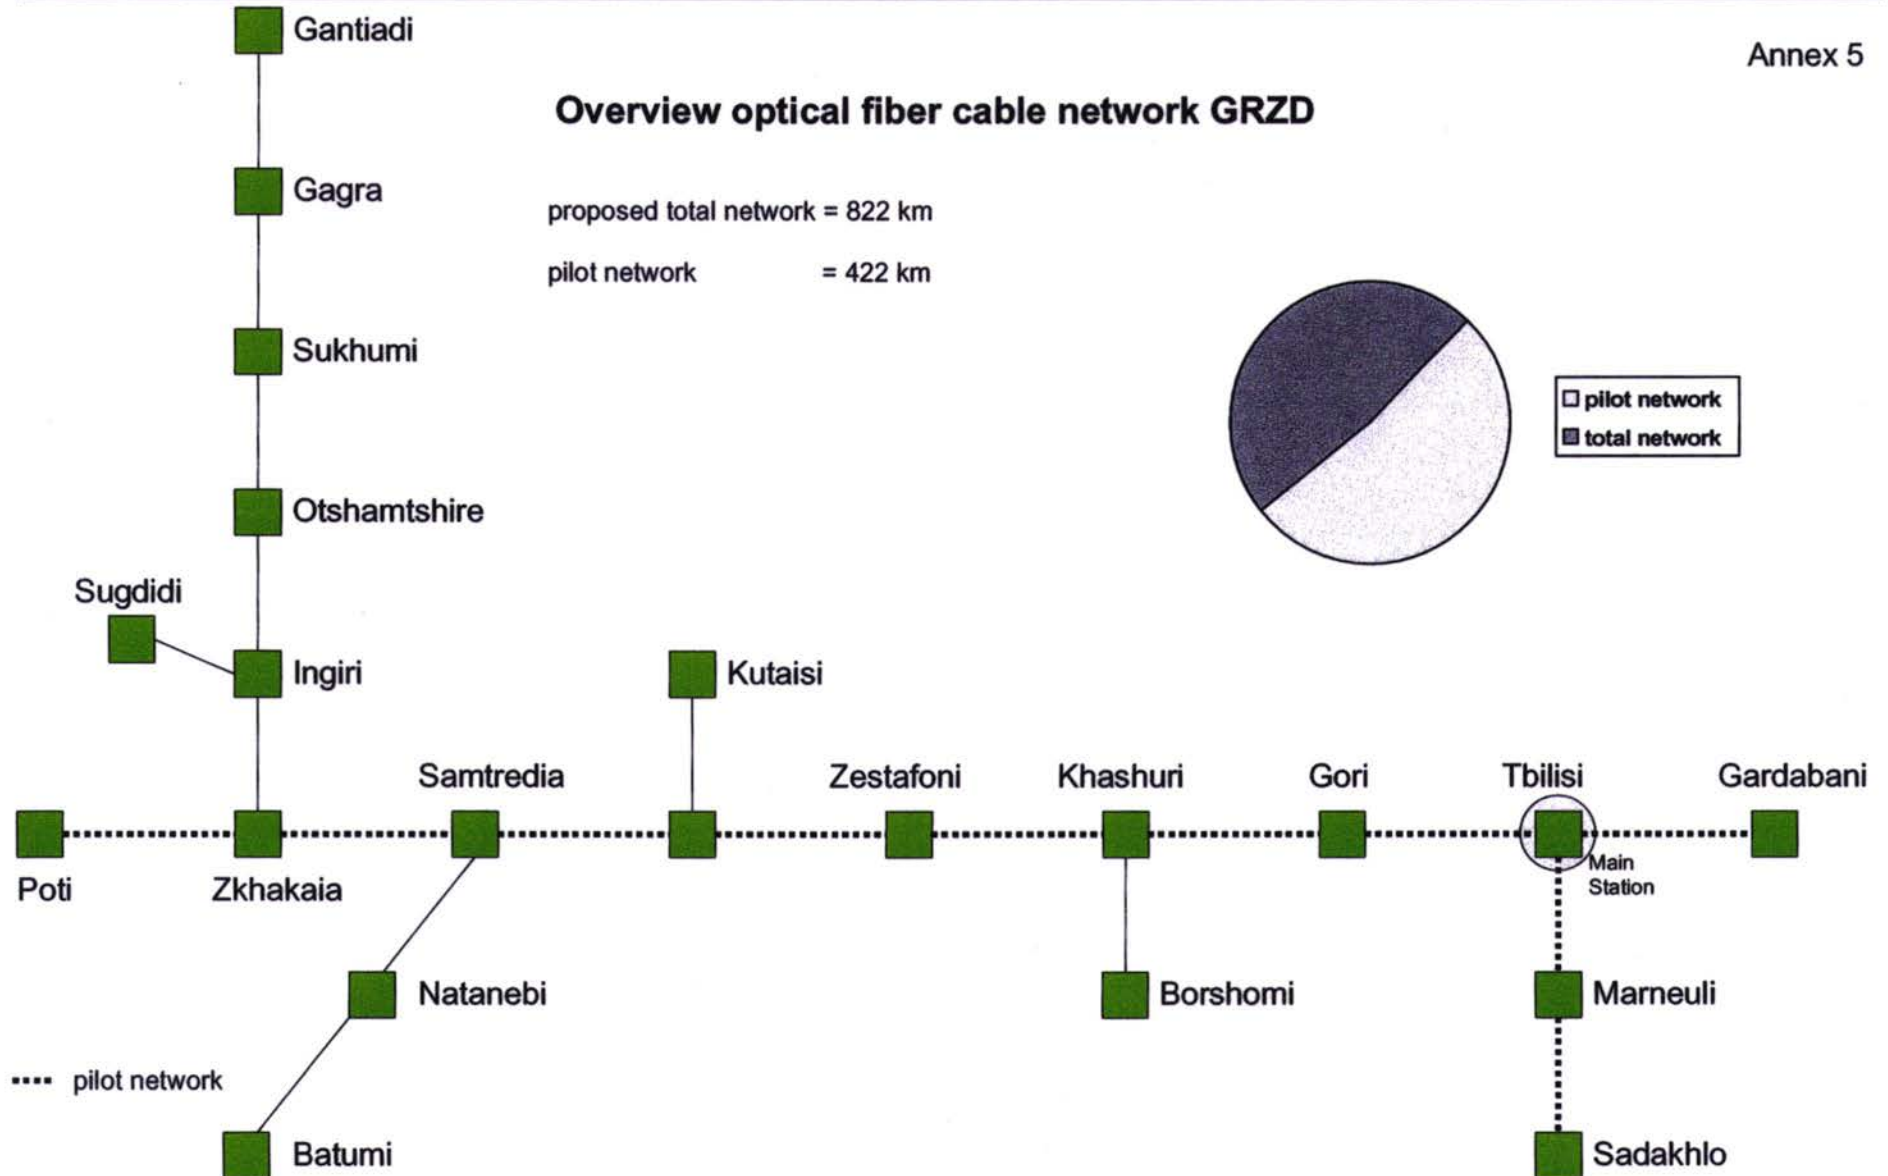 Gantiadi
Annex 5
Overview optical fiber cable network GRZD
Gagra
proposed total network = 822 km
pilot network = 422 km
Sukhumi
pilot network
total network
Otshamtshire
Sugdidi
Ingiri
Kutaisi
Samtredia
Zestafoni
Khashuri
Gori
Tbilisi
Gardabani
Main
Station
Poti
Zkhakaia
Natanebi
Borshomi
Marneuli
pilot network
Batumi
Sadakhlo